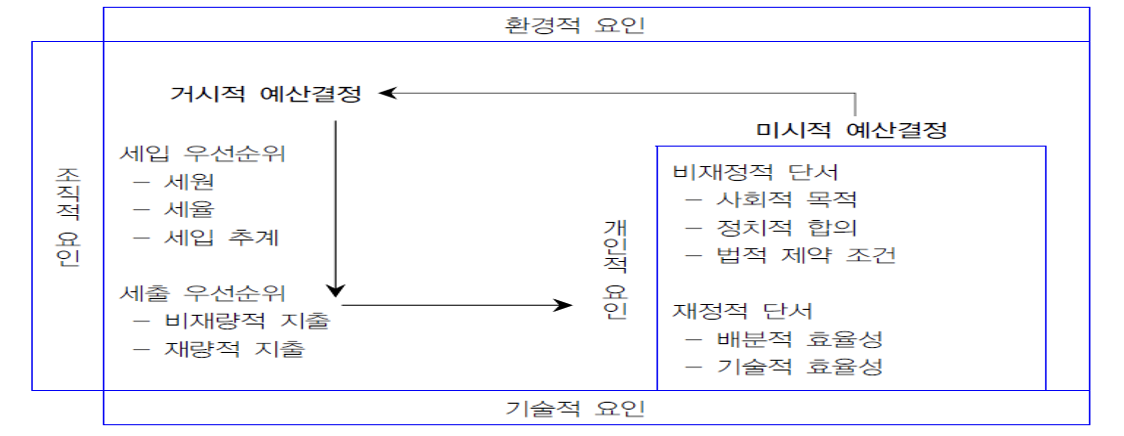 환경적 요인
조직적 요인
거시적 예산결정
세입 우선순위
– 세원
– 세율
– 세입 추계
세출 우선순위
– 비재량적 지출
– 재량적 지출
개인적 요인
미시적 예산결정
비재정적 단서
– 사회적 목적
– 정치적 합의
– 법적 제약 조건
재정적 단서
– 배분적 효율성
– 기술적 효율성
기술적 요인